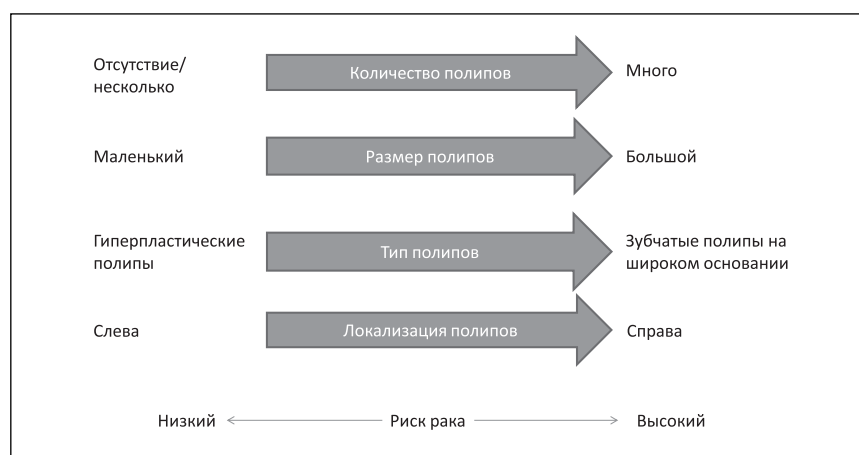 Отсутствие/
несколько
Количество полипов
Много
Маленький
Размер полипов
Большой
Гиперпластические
полипы
Тип полипов
Зубчатые полипы на
широком основании
Слева
Локализация полипов
Справа
Низкий
Риск рака
Высокий